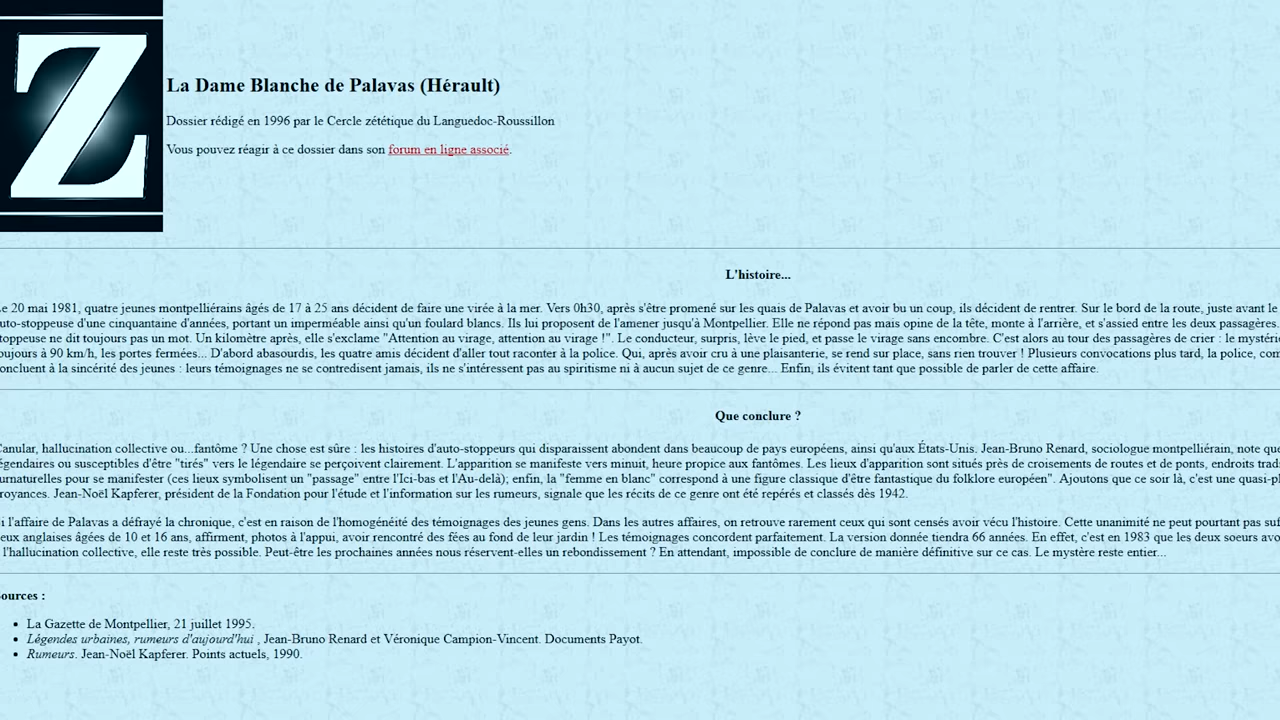 Z
La Dame Blanche de Palavas (Hérault)
Dossier rédigé en 1996 par le Cercle zététique du Languedoc-Roussillon
Vous pouvez réagir à ce dossier dans son forum en ligne associé.
L'histoire...
e 20 mai 1981, quatre jeunes montpelliérains âgés de 17 à 25 ans décident de faire une virée à la mer. Vers 0h30, après s'être promené sur les quais de Palavas et avoir bu un coup, ils décident de rentrer. Sur le bord de la route, juste avant le
uto-stoppeuse d'une cinquantaine d'années, portant un imperméable ainsi qu'un foulard blancs. Ils lui proposent de l'amener jusqu'à Montpellier. Elle ne répond pas mais opine de la tête, monte à l'arrière, et s'assied entre les deux passagères.
toppeuse ne dit toujours pas un mot. Un kilomètre après, elle s'exclame "Attention au virage, attention au virage !". Le conducteur, surpris, lève le pied, et passe le virage sans encombre. C'est alors au tour des passagères de crier : le mystéri
oujours à 90 km/h, les portes fermées... D'abord abasourdis, les quatre amis décident d'aller tout raconter à la police. Qui, après avoir cru à une plaisanterie, se rend sur place, sans rien trouver ! Plusieurs convocations plus tard, la police, con
oncluent à la sincérité des jeunes : leurs témoignages ne se contredisent jamais, ils ne s'intéressent pas au spiritisme ni à aucun sujet de ce genre... Enfin, ils évitent tant que possible de parler de cette affaire.
Que conclure ?
anular, hallucination collective ou...fantôme ? Une chose est sûre : les histoires d'auto-stoppeurs qui disparaissent abondent dans beaucoup de pays européens, ainsi qu'aux États-Unis. Jean-Bruno Renard, sociologue montpelliérain, note que
égendaires ou susceptibles d'être "tirés" vers le légendaire se perçoivent clairement. L'apparition se manifeste vers minuit, heure propice aux fantômes. Les lieux d'apparition sont situés près de croisements de routes et de ponts, endroits trad
urnaturelles pour se manifester (ces lieux symbolisent un "passage" entre l'Ici-bas et l'Au-delà); enfin, la "femme en blanc" correspond à une figure classique d'être fantastique du folklore européen". Ajoutons que ce soir là, c'est une quasi-pl
royances. Jean-Noël Kapferer, président de la Fondation pour l'étude et l'information sur les rumeurs, signale que les récits de ce genre ont été repérés et classés dès 1942.
i l'affaire de Palavas a défrayé la chronique, c'est en raison de l'homogénéité des témoignages des jeunes gens. Dans les autres affaires, on retrouve rarement ceux qui sont censés avoir vécu l'histoire. Cette unanimité ne peut pourtant pas suf
eux anglaises âgées de 10 et 16 ans, affirment, photos à l'appui, avoir rencontré des fées au fond de leur jardin ! Les témoignages concordent parfaitement. La version donnée tiendra 66 années. En effet, c'est en 1983 que les deux soeurs avo
l'hallucination collective, elle reste très possible. Peut-être les prochaines années nous réservent-elles un rebondissement ? En attendant, impossible de conclure de manière définitive sur ce cas. Le mystère reste entier...
ources :
• La Gazette de Montpellier, 21 juillet 1995.
• Légendes urbaines, rumeurs d'aujourd'hui , Jean-Bruno Renard et Véronique Campion-Vincent. Documents Payot.
• Rumeurs. Jean-Noël Kapferer. Points actuels, 1990.